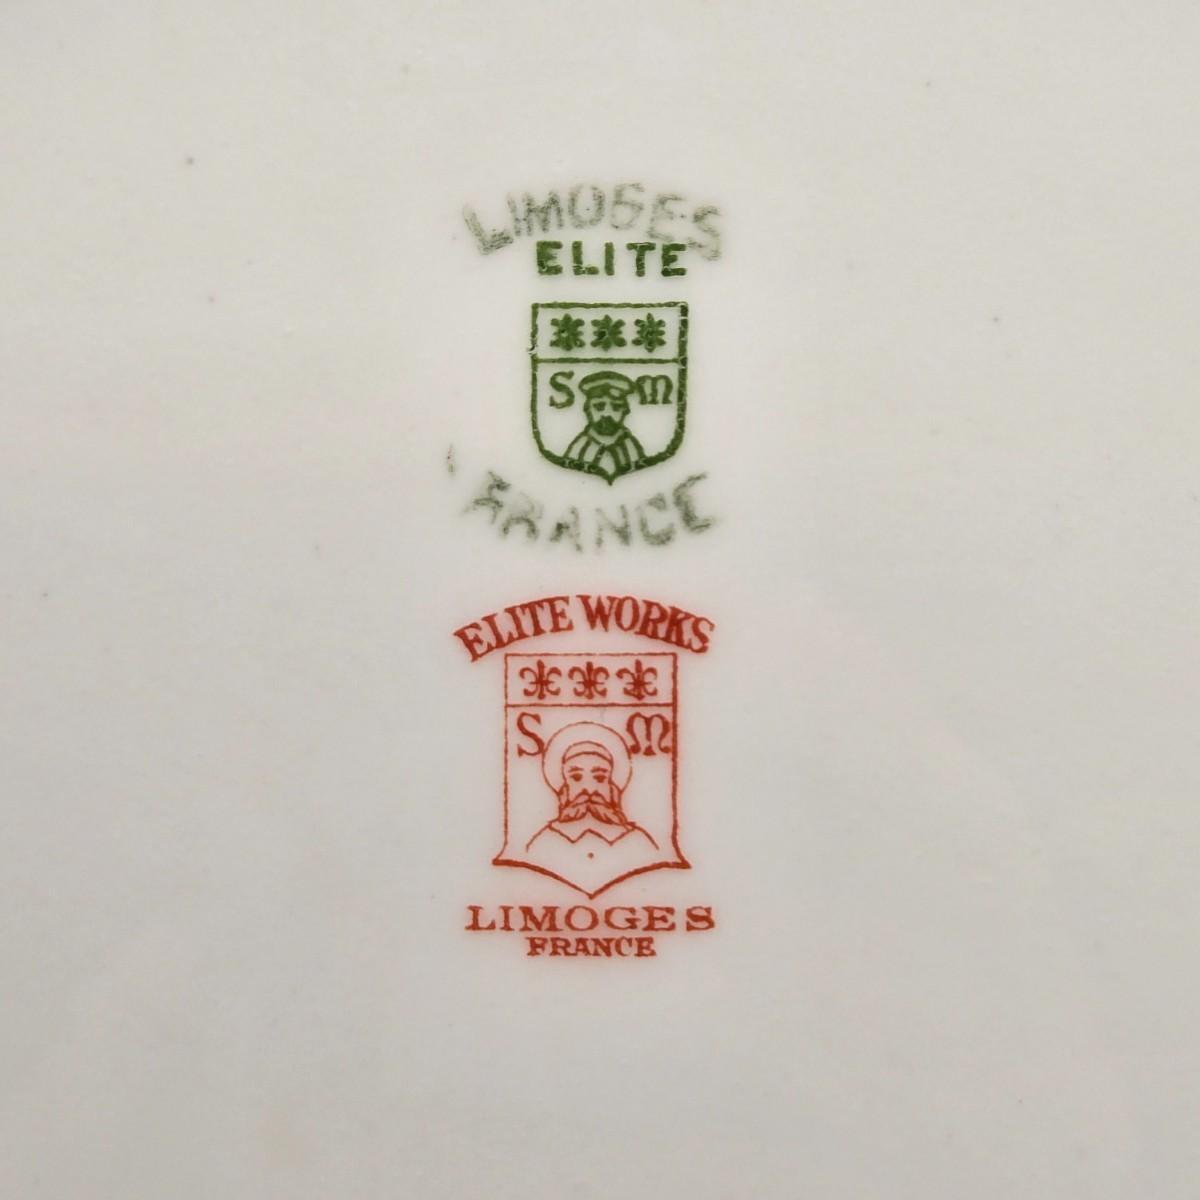 LIMOGES
ELITE
S M
FRANCE
ELITE WORKS
S M
LIMOGES
FRANCE